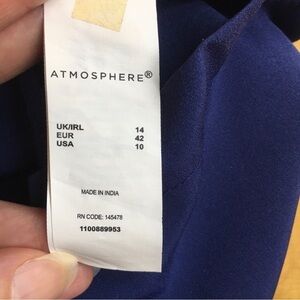 ATMOSPHERE®
UK/IRL 14
EUR 42
USA 10
MADE IN INDIA
RN CODE: 145478
1100889953